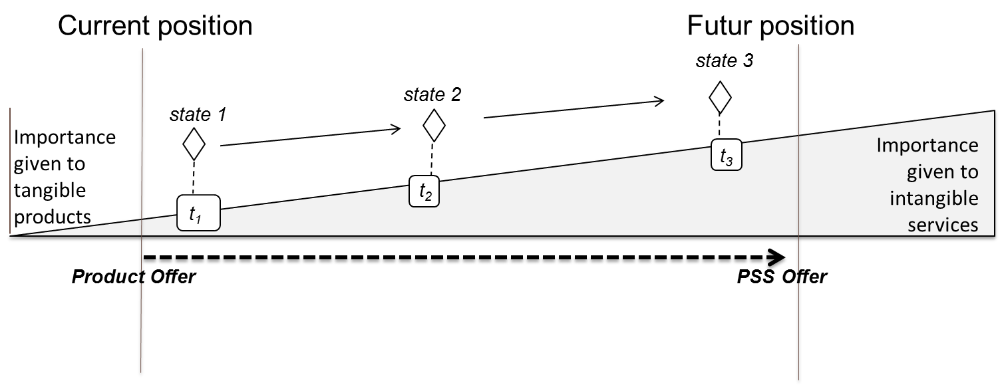 Current position
Futur position
state 1
state 2
state 3
Importance
given to
tangible
products
t1
t2
t3
Importance
given to
intangible
services
Product Offer
PSS Offer